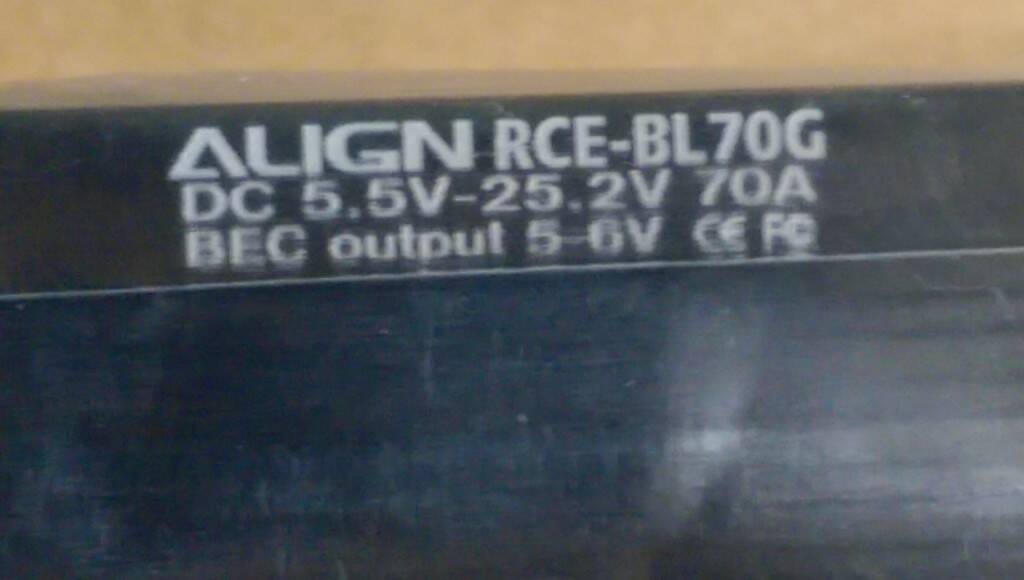 ALIGN RCE-BL70G
DC 5.5V-25.2V 70A
BEC output 5-6V CE FC